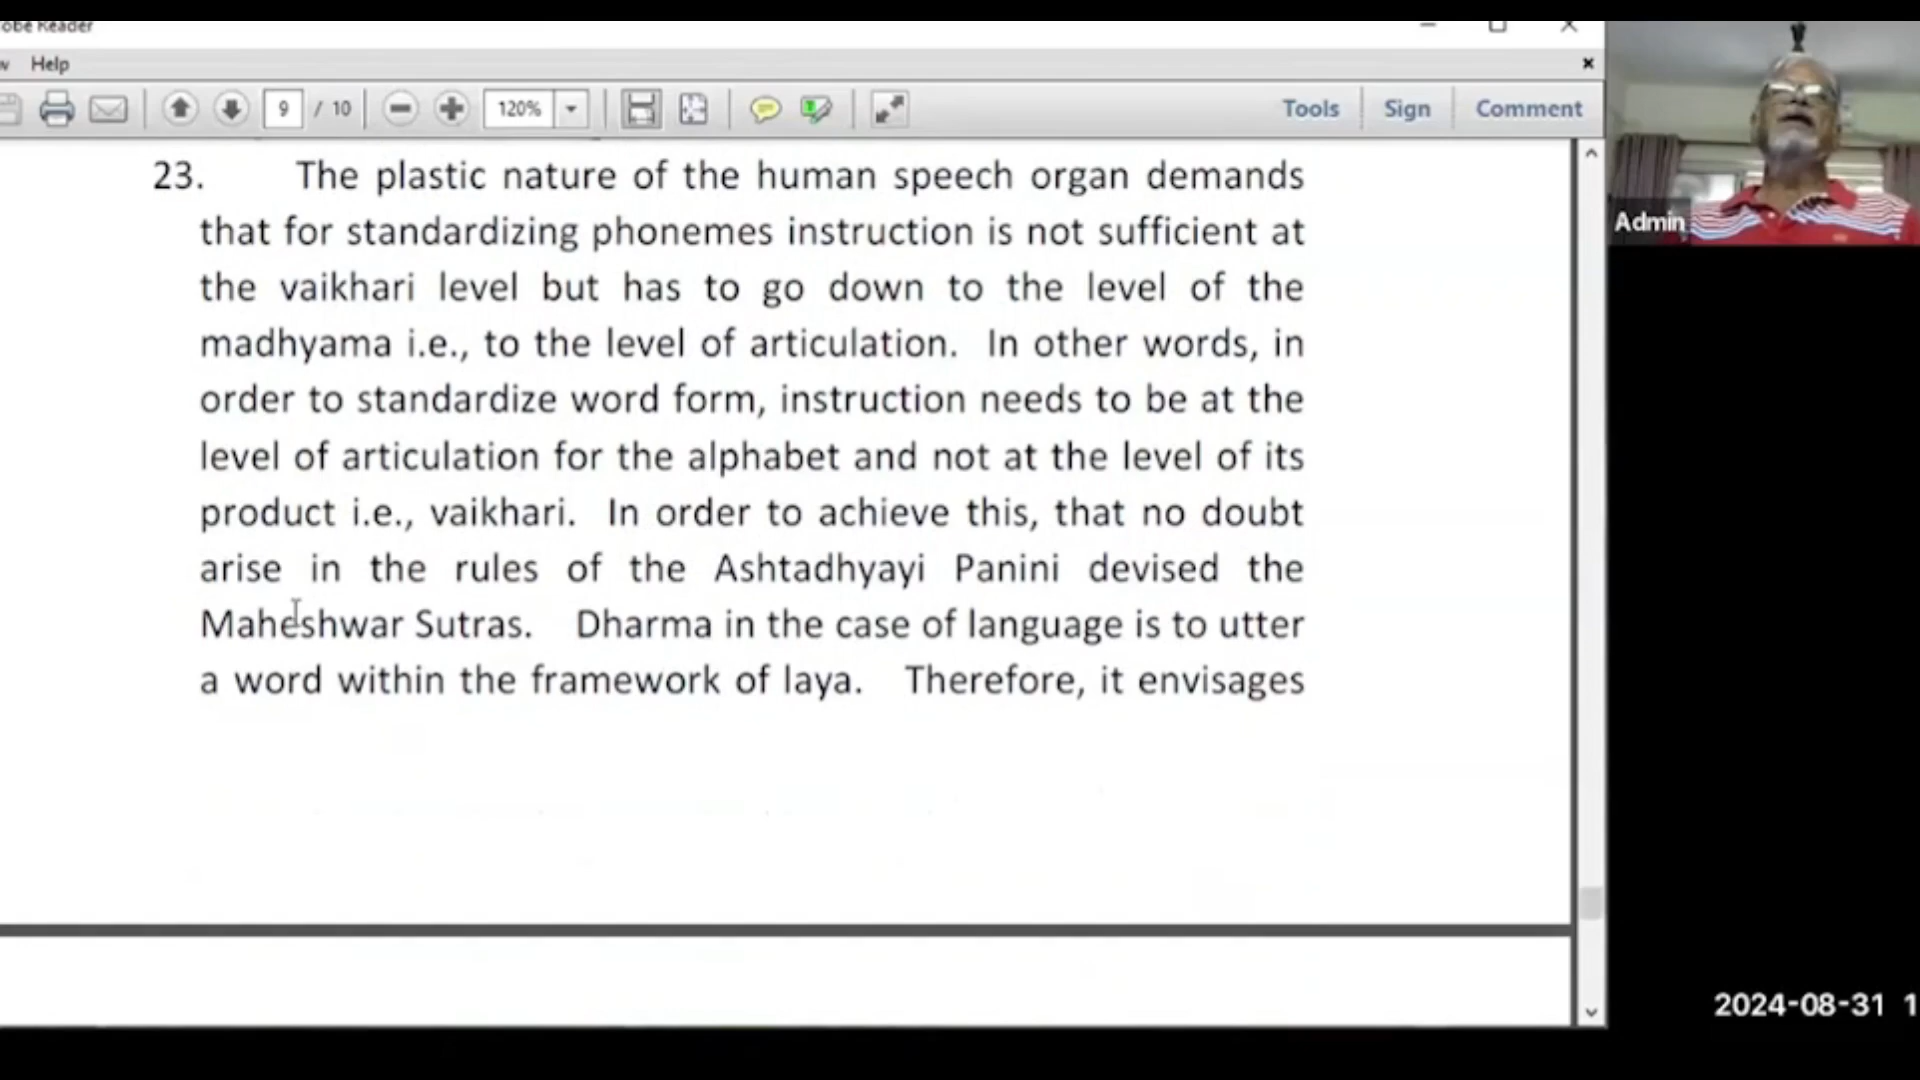 obe Reader
w Help
9 / 10 120% Tools Sign Comment
23. The plastic nature of the human speech organ demands
that for standardizing phonemes instruction is not sufficient at
the vaikhari level but has to go down to the level of the
madhyama i.e., to the level of articulation. In other words, in
order to standardize word form, instruction needs to be at the
level of articulation for the alphabet and not at the level of its
product i.e., vaikhari. In order to achieve this, that no doubt
arise in the rules of the Ashtadhyayi Panini devised the
Maheshwar Sutras. Dharma in the case of language is to utter
a word within the framework of laya. Therefore, it envisages
Admin
2024-08-31 1